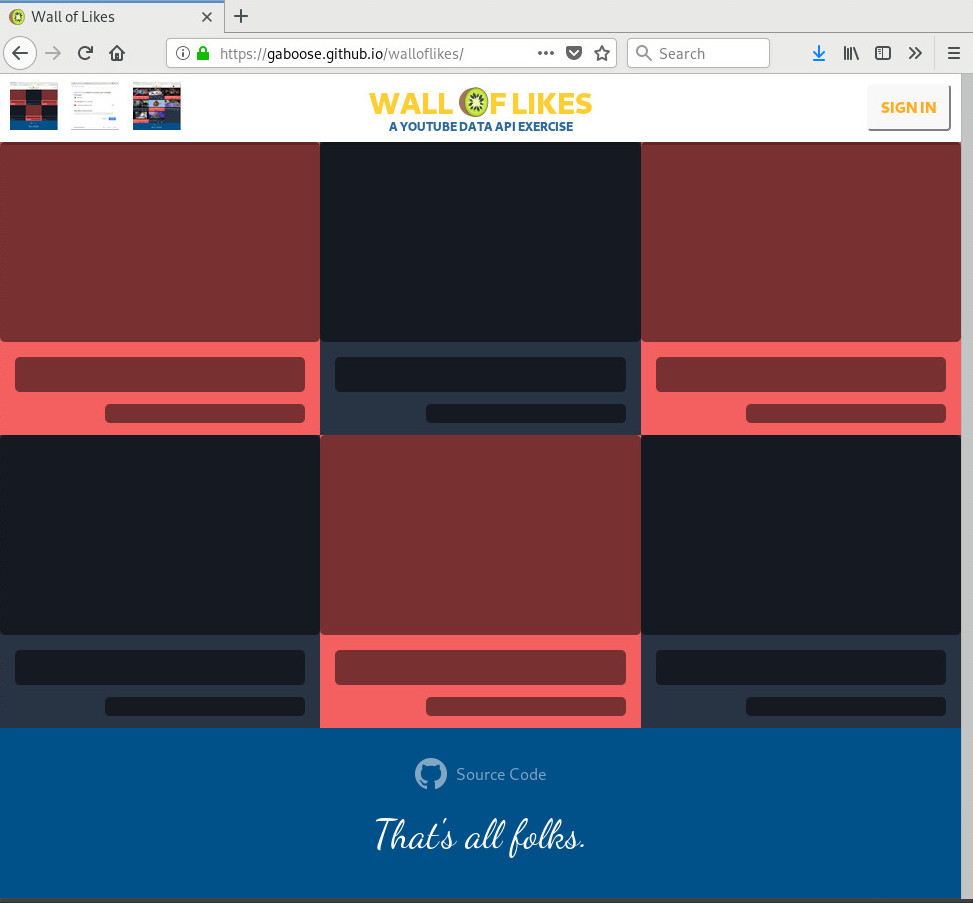 Wall of Likes
https://gaboose.github.io/walloflikes/
Search
WALL OF LIKES
A YOUTUBE DATA API EXERCISE
SIGN IN
Source Code
That's all folks.